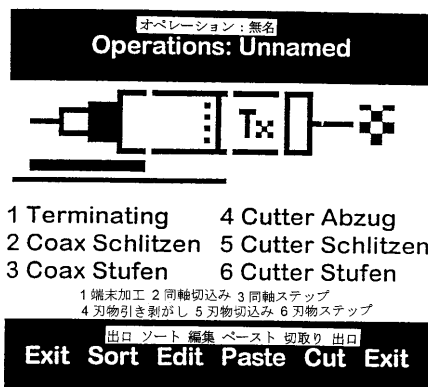 オペレーション：無名
Operations: Unnamed
Tx
1 Terminating 4 Cutter Abzug
2 Coax Schlitzen 5 Cutter Schlitzen
3 Coax Stufen 6 Cutter Stufen
1 端末加工 2 同軸切込み 3 同軸ステップ
4 刃物引き剥がし 5 刃物切込み 6 刃物ステップ
出口 ソート 編集 ペースト 切取り 出口
Exit Sort Edit Paste Cut Exit